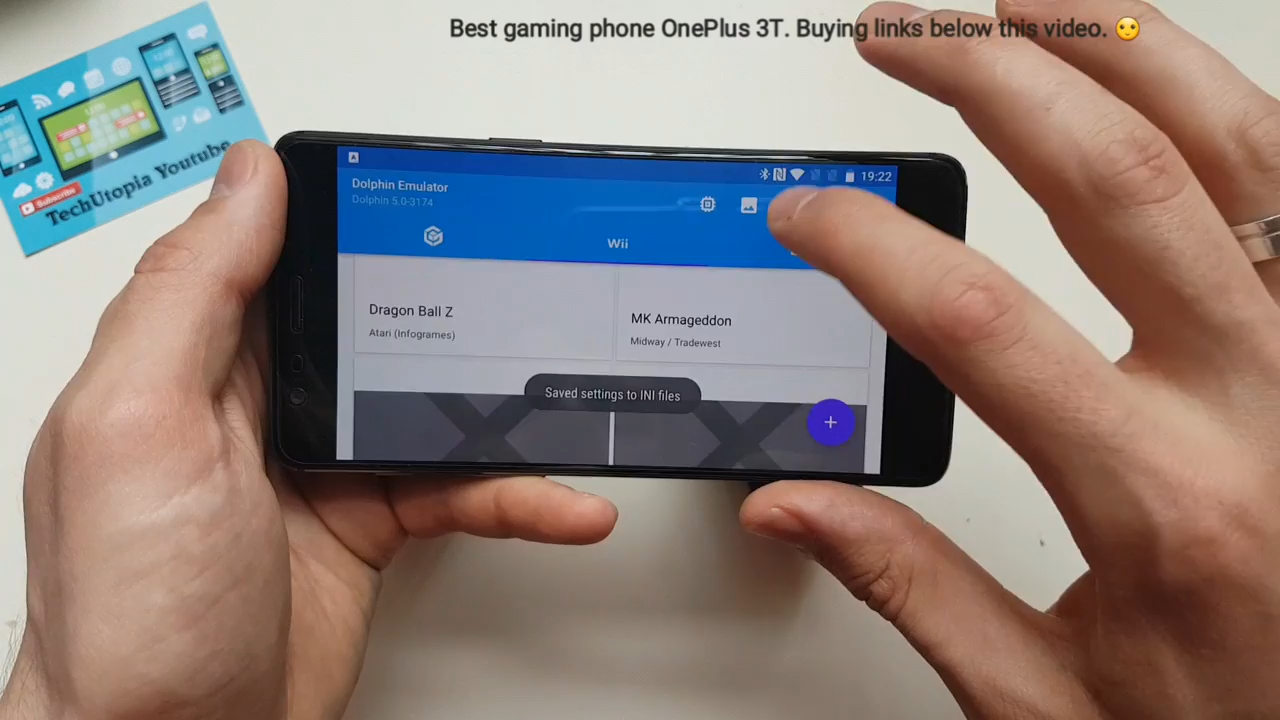 Best gaming phone OnePlus 3T. Buying links below this video.
Subscribe
TechUtopia Youtube
19:22
Dolphin Emulator
Dolphin 5.0-3174
Wii
Dragon Ball Z
Atari (Infogrames)
MK Armageddon
Midway / Tradewest
Saved settings to INI files